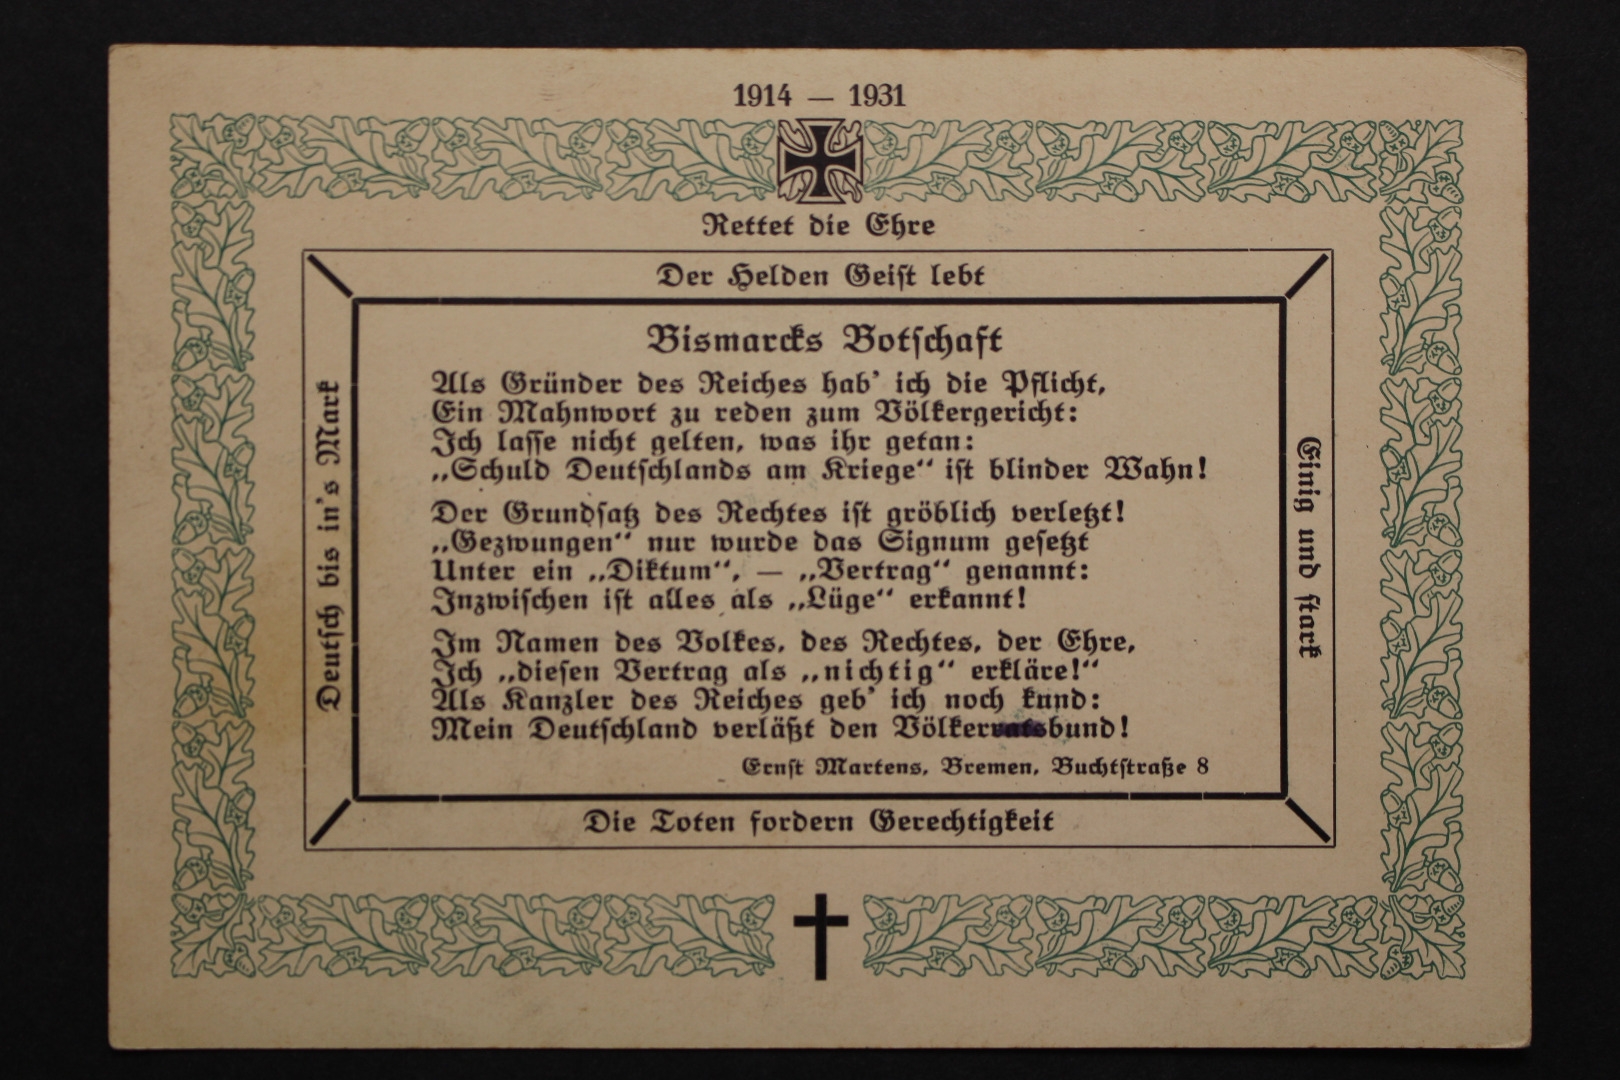 1914 — 1931
Rettet die Ehre
Der Helden Geist lebt
Deutsch bis in's Mark
Bismarcks Botschaft
Als Gründer des Reiches hab' ich die Pflicht,
Ein Mahnwort zu reden zum Völkergericht:
Ich lasse nicht gelten, was ihr getan:
„Schuld Deutschlands am Kriege“ ist blinder Wahn!
Der Grundsatz des Rechtes ist gröblich verletzt!
„Gezwungen“ nur wurde das Signum gesetzt
Unter ein „Diktum“, — „Vertrag“ genannt:
Inzwischen ist alles als „Lüge“ erkannt!
Im Namen des Volkes, des Rechtes, der Ehre,
Ich „diesen Vertrag als „nichtig“ erkläre!“
Als Kanzler des Reiches geb' ich noch kund:
Mein Deutschland verläßt den Völkerratsbund!
Ernst Martens, Bremen, Buchtstraße 8
Einig und stark
Die Toten fordern Gerechtigkeit